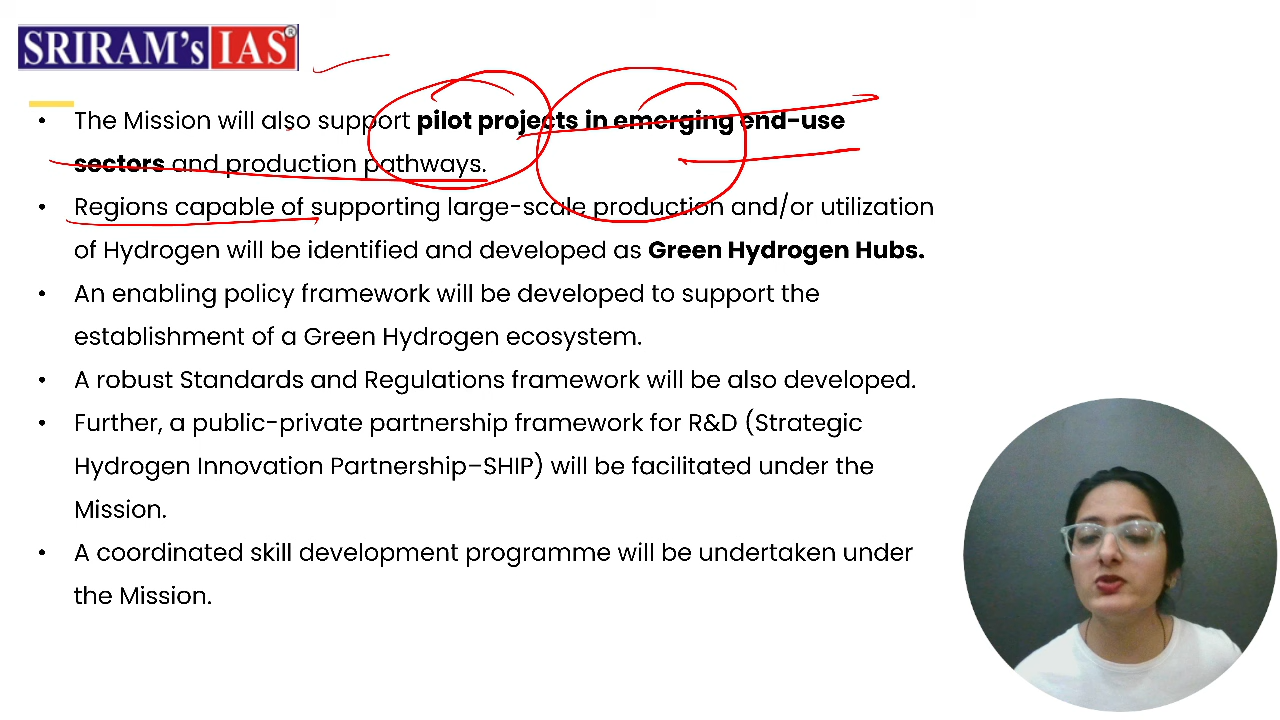 SRIRAM's IAS®
• The Mission will also support pilot projects in emerging end-use
sectors and production pathways.
• Regions capable of supporting large-scale production and/or utilization
of Hydrogen will be identified and developed as Green Hydrogen Hubs.
• An enabling policy framework will be developed to support the
establishment of a Green Hydrogen ecosystem.
• A robust Standards and Regulations framework will be also developed.
• Further, a public-private partnership framework for R&D (Strategic
Hydrogen Innovation Partnership–SHIP) will be facilitated under the
Mission.
• A coordinated skill development programme will be undertaken under
the Mission.